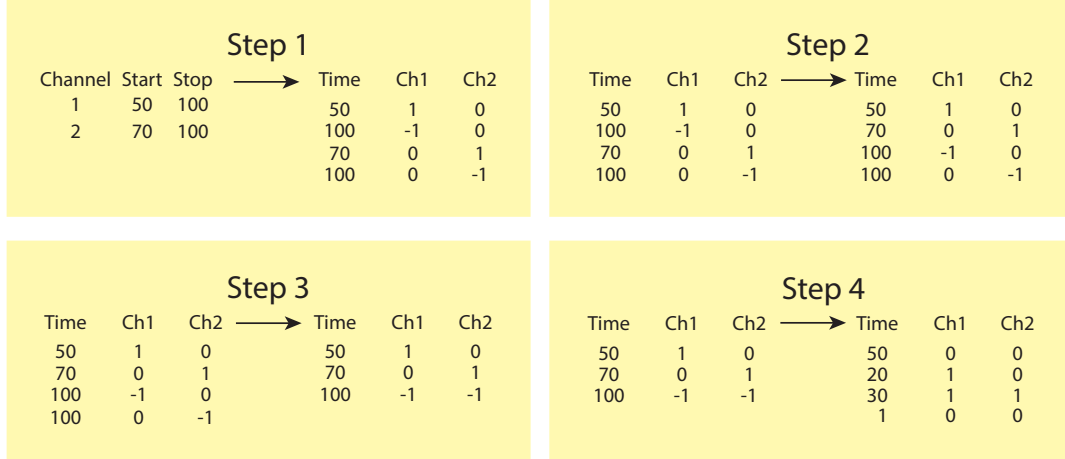 Step 1
Channel Start Stop Time Ch1 Ch2
1 50 100 50 1 0
2 70 100 100 -1 0
70 0 1
100 0 -1
Step 2
Time Ch1 Ch2 Time Ch1 Ch2
50 1 0 50 1 0
100 -1 0 70 0 1
70 0 1 100 -1 0
100 0 -1 100 0 -1
Step 3
Time Ch1 Ch2 Time Ch1 Ch2
50 1 0 50 1 0
70 0 1 70 0 1
100 -1 0 100 -1 -1
100 0 -1
Step 4
Time Ch1 Ch2 Time Ch1 Ch2
50 1 0 50 0 0
70 0 1 20 1 0
100 -1 -1 30 1 1
1 0 0